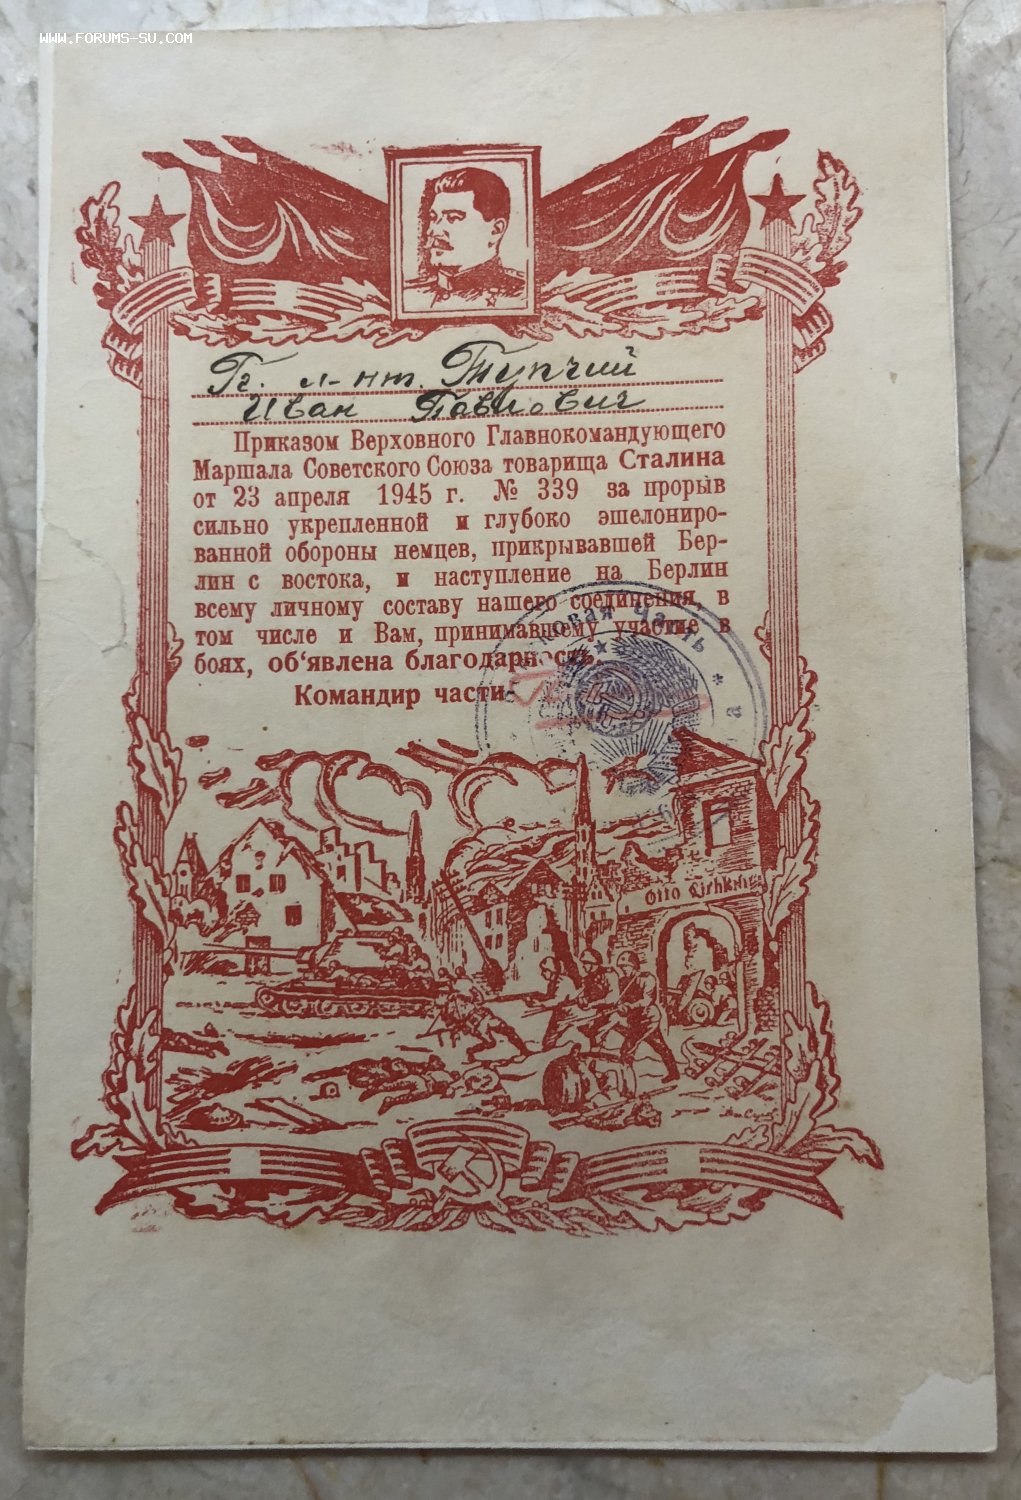 www.forums-su.com
Гв. л-нт. Тупчий
Иван Павлович
Приказом Верховного Главнокомандующего
Маршала Советского Союза товарища Сталина
от 23 апреля 1945 г. № 339 за прорыв
сильно укрепленной и глубоко эшелониро-
ванной обороны немцев, прикрывавшей Бер-
лин с востока, и наступление на Берлин
всему личному составу нашего соединения, в
том числе и Вам, принимавшему участие в
боях, об'явлена благодарность.
Командир части
Часть
Otto